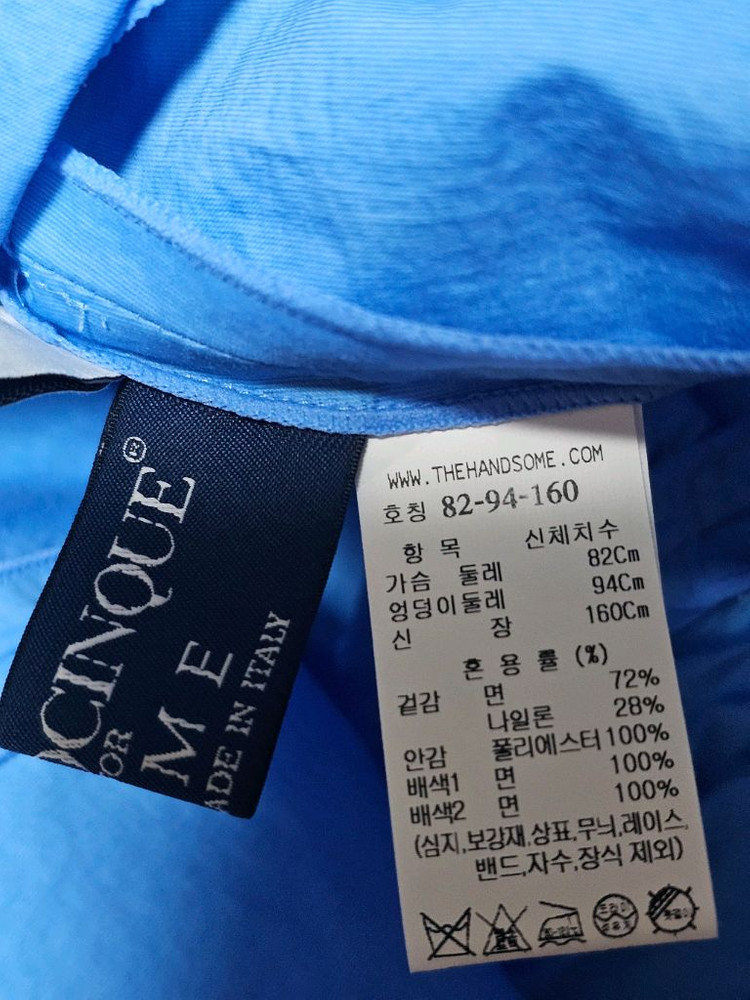 CINQUE®
OR
M E
ADE IN ITALY
WWW.THEHANDSOME.COM
호칭 82-94-160
항 목 신체치수
가슴 둘레 82Cm
엉덩이둘레 94Cm
신 장 160Cm
혼 용 률 (%)
겉감 면 72%
나일론 28%
안감 폴리에스터 100%
배색1 면 100%
배색2 면 100%
(심지,보강재,상표,무늬,레이스,
밴드,자수,장식 제외)